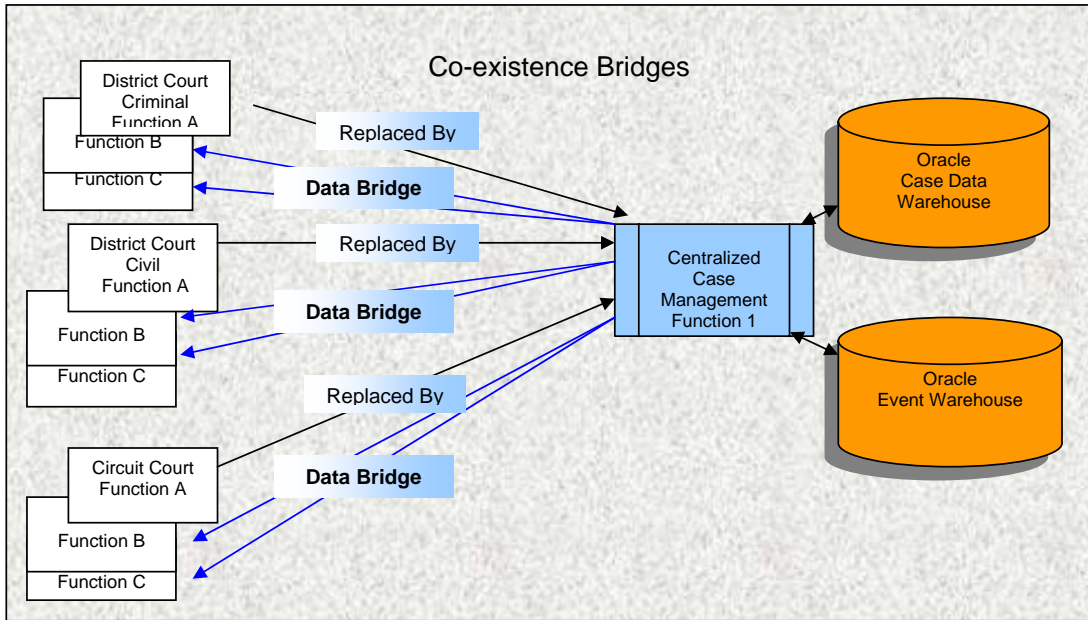 Co-existence Bridges
District Court
Criminal
Function A
Function B
Function C
Replaced By
Data Bridge
District Court
Civil
Function A
Function B
Function C
Replaced By
Data Bridge
Circuit Court
Function A
Function B
Function C
Replaced By
Data Bridge
Centralized
Case
Management
Function 1
Oracle
Case Data
Warehouse
Oracle
Event Warehouse